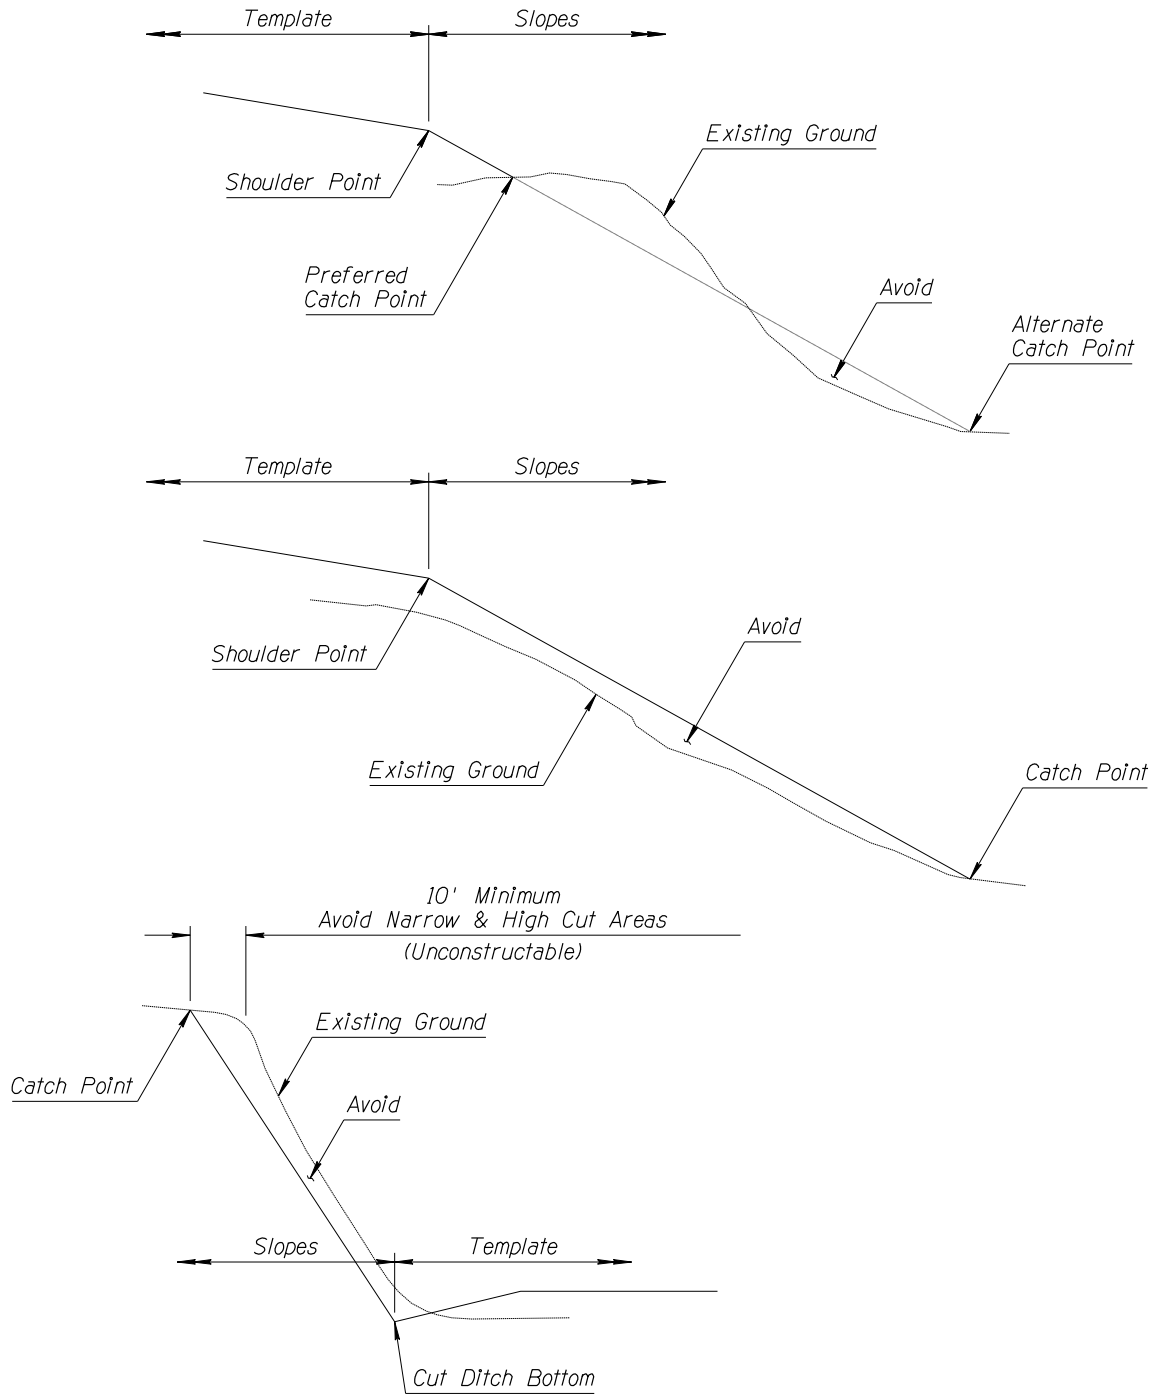 Template
Slopes
Existing Ground
Shoulder Point
Preferred
Catch Point
Avoid
Alternate
Catch Point
Template
Slopes
Avoid
Shoulder Point
Existing Ground
Catch Point
10' Minimum
Avoid Narrow & High Cut Areas
(Unconstructable)
Existing Ground
Catch Point
Avoid
Slopes
Template
Cut Ditch Bottom